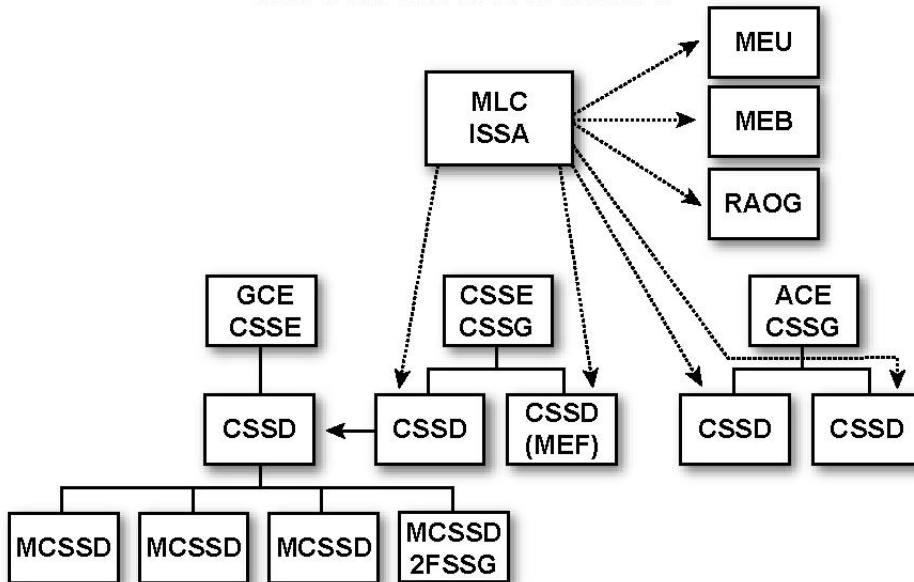 MEU
MLC
ISSA
MEB
RAOG
GCE
CSSE
CSSE
CSSG
ACE
CSSG
CSSD
CSSD
CSSD
(MEF)
CSSD
CSSD
MCSSD
MCSSD
MCSSD
MCSSD
2FSSG